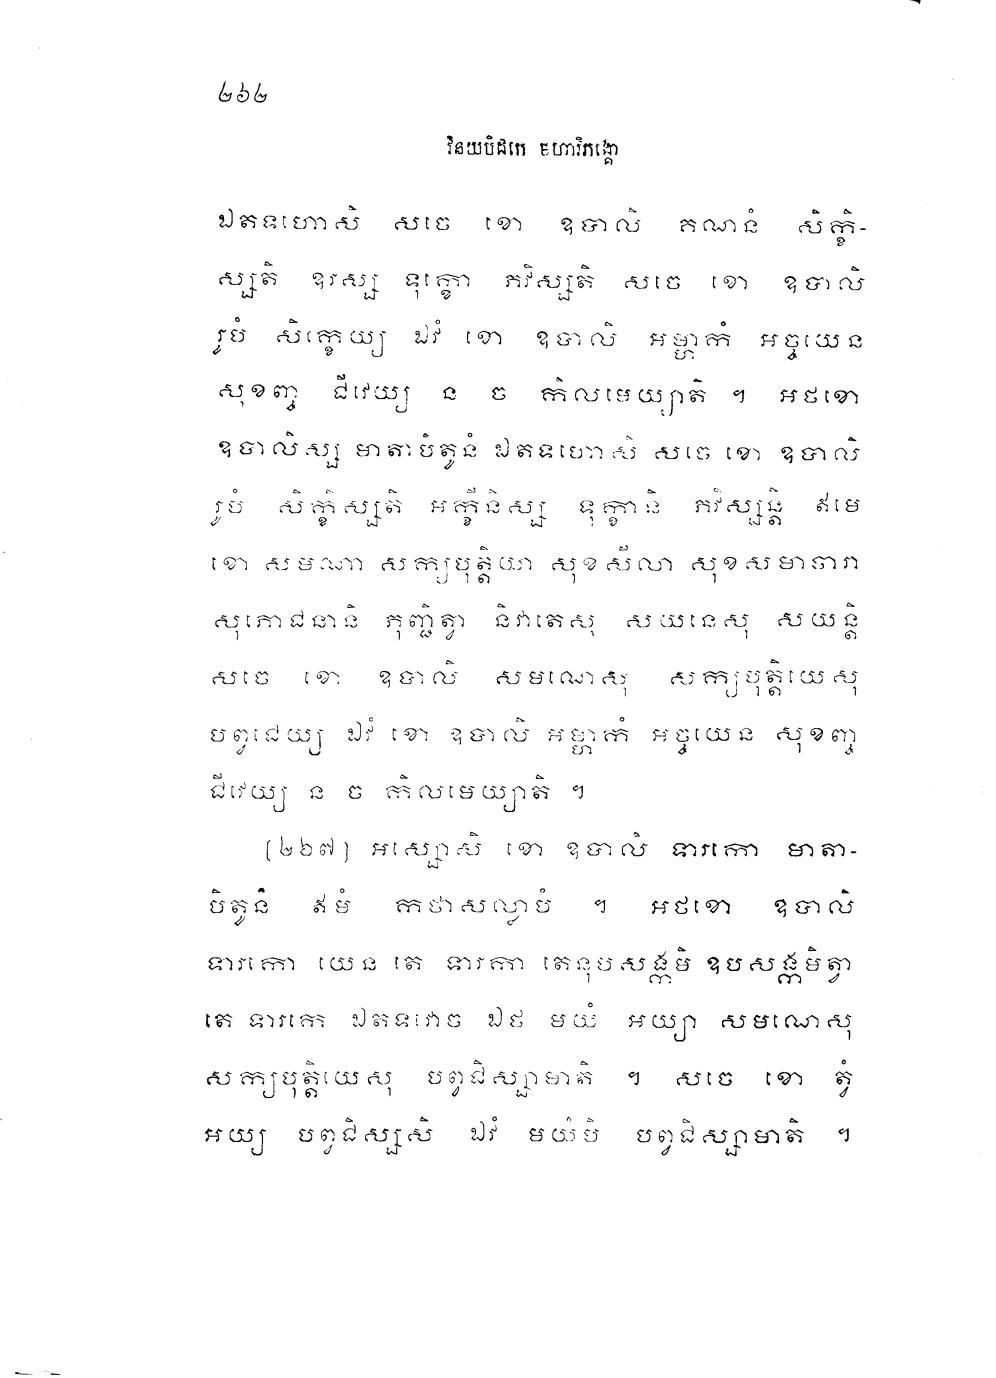 ២៦២
វិនយបិដកេ មហាវិភង្គោ
ឯតទហោសិ សចេ ខោ ឧបាលិ គណនំ សិក្ខិ-
ស្សតិ ឧរស្ស ទុក្ខោ ភវិស្សតិ សចេ ខោ ឧបាលិ
រូបំ សិក្ខេយ្យ ឯវំ ខោ ឧបាលិ អម្ហាកំ អច្ចយេន
សុខញ្ច ជីវេយ្យ ន ច កិលមេយ្យាតិ ។ អថខោ
ឧបាលិស្ស មាតាបិតូនំ ឯតទហោសិ សចេ ខោ ឧបាលិ
រូបំ សិក្ខិស្សតិ អក្ខីនិស្ស ទុក្ខានិ ភវិស្សន្តិ ឥមេ
ខោ សមណា សក្យបុត្តិយា សុខសីលា សុខសមាចារា
សុភោជនានិ ភុញ្ជិត្វា និវាតេសុ សយនេសុ សយន្តិ
សចេ ខោ ឧបាលិ សមណេសុ សក្យបុត្តិយេសុ
បព្វជេយ្យ ឯវំ ខោ ឧបាលិ អម្ហាកំ អច្ចយេន សុខញ្ច
ជីវេយ្យ ន ច កិលមេយ្យាតិ ។
[២៦៧] អស្សោសិ ខោ ឧបាលិ ទារកោ មាតា-
បិតូនំ ឥមំ កថាសល្លាបំ ។ អថខោ ឧបាលិ
ទារកោ យេន តេ ទារកា តេនុបសង្កមិ ឧបសង្កមិត្វា
តេ ទារកេ ឯតទវោច ឯថ មយំ អយ្យា សមណេសុ
សក្យបុត្តិយេសុ បព្វជិស្សាមាតិ ។ សចេ ខោ ត្វំ
អយ្យ បព្វជិស្សសិ ឯវំ មយំបិ បព្វជិស្សាមាតិ ។